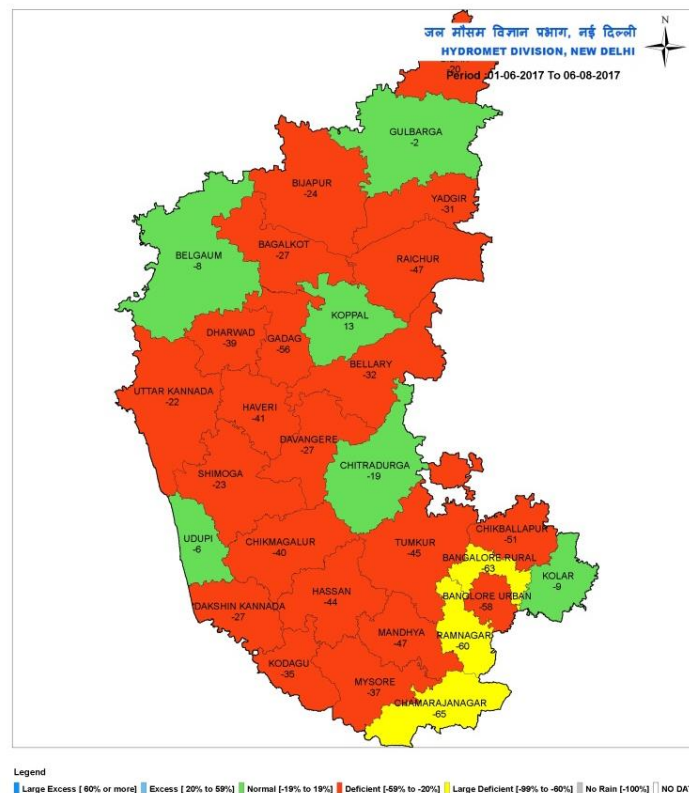 जल मौसम विज्ञान प्रभाग, नई दिल्ली
HYDROMET DIVISION, NEW DELHI
N
-20
Period :01-06-2017 To 06-08-2017
GULBARGA
-2
BIJAPUR
-24
YADGIR
-31
BAGALKOT
-27
BELGAUM
-8
RAICHUR
-47
KOPPAL
13
DHARWAD
-39
GADAG
-56
BELLARY
-32
UTTAR KANNADA
-22
HAVERI
-41
DAVANGERE
-27
CHITRADURGA
-19
SHIMOGA
-23
UDUPI
-6
CHIKMAGALUR
-40
TUMKUR
-45
CHIKBALLAPUR
-51
BANGALORE RURAL
-63
KOLAR
-9
BANGLORE URBAN
-58
HASSAN
-44
DAKSHIN KANNADA
-27
MANDHYA
-47
RAMNAGAR
-60
KODAGU
-35
MYSORE
-37
CHAMARAJANAGAR
-65
Legend
Large Excess [ 60% or more] Excess [ 20% to 59%] Normal [-19% to 19%] Deficient [-59% to -20%] Large Deficient [-99% to -60%] No Rain [-100%] NO DA